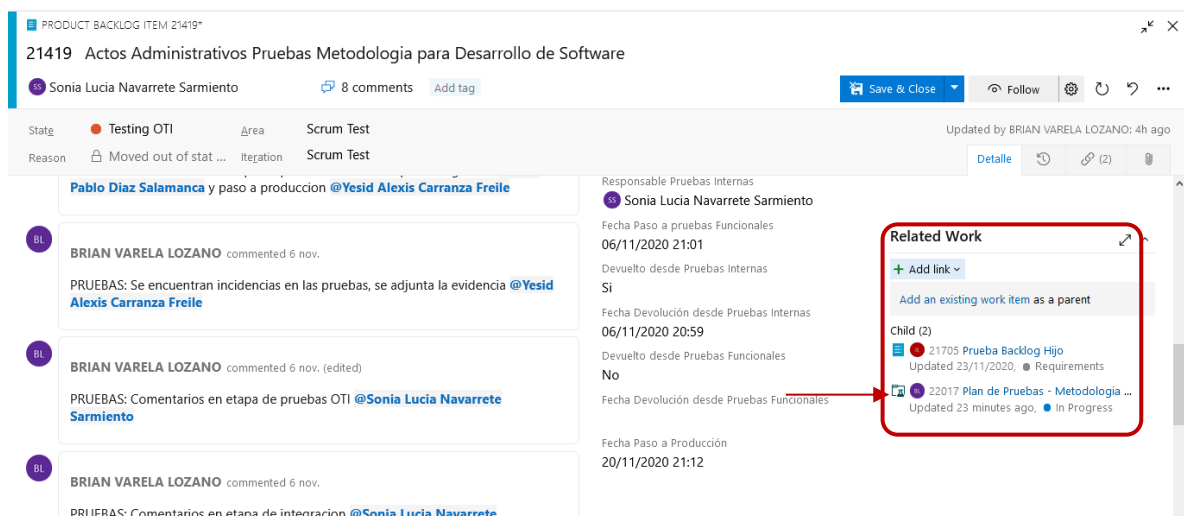 PRODUCT BACKLOG ITEM 21419*
21419 Actos Administrativos Pruebas Metodologia para Desarrollo de Software
SS Sonia Lucia Navarrete Sarmiento
8 comments
Add tag
Save & Close
Follow
State
Testing OTI
Area
Scrum Test
Updated by BRIAN VARELA LOZANO: 4h ago
Reason
Moved out of stat ...
Iteration
Scrum Test
Detalle
(2)
Pablo Diaz Salamanca y paso a produccion @Yesid Alexis Carranza Freile
BL
BRIAN VARELA LOZANO commented 6 nov.
PRUEBAS: Se encuentran incidencias en las pruebas, se adjunta la evidencia @Yesid
Alexis Carranza Freile
BL
BRIAN VARELA LOZANO commented 6 nov. (edited)
PRUEBAS: Comentarios en etapa de pruebas OTI @Sonia Lucia Navarrete
Sarmiento
BL
BRIAN VARELA LOZANO commented 6 nov.
PRUEBAS: Comentarios en etapa de integracion @Sonia Lucia Navarrete
Responsable Pruebas Internas
SS Sonia Lucia Navarrete Sarmiento
Fecha Paso a pruebas Funcionales
06/11/2020 21:01
Devuelto desde Pruebas Internas
Si
Fecha Devolución desde Pruebas Internas
06/11/2020 20:59
Devuelto desde Pruebas Funcionales
No
Fecha Devolución desde Pruebas Funcionales
Fecha Paso a Producción
20/11/2020 21:12
Related Work
+ Add link
Add an existing work item as a parent
Child (2)
21705 Prueba Backlog Hijo
Updated 23/11/2020, Requirements
22017 Plan de Pruebas - Metodologia ...
Updated 23 minutes ago, In Progress